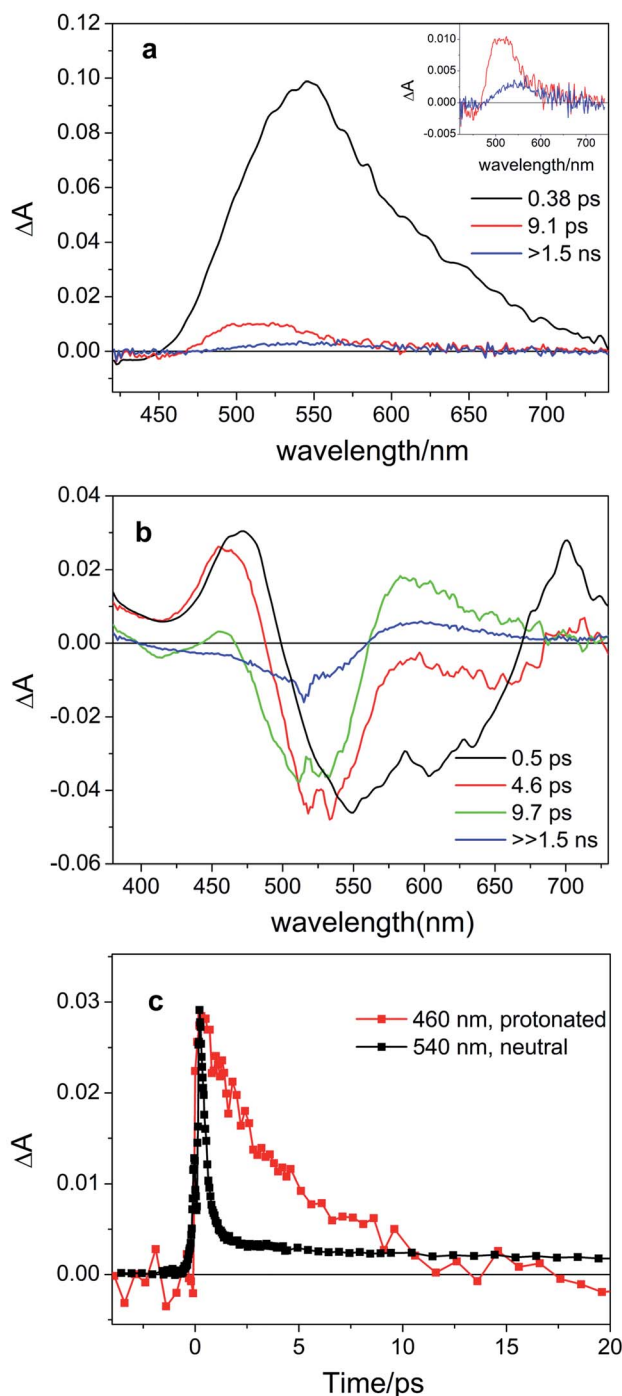 a
0.10
0.08
0.06
0.04
0.02
0.00
ΔA
450 500 550 600 650 700
wavelength/nm
0.010
0.005
0.000
-0.005
ΔA
500 600 700
wavelength/nm
0.38 ps
9.1 ps
>1.5 ns
b
0.04
0.02
0.00
-0.02
-0.04
-0.06
ΔA
400 450 500 550 600 650 700
wavelength(nm)
0.5 ps
4.6 ps
9.7 ps
>>1.5 ns
c
0.03
0.02
0.01
0.00
ΔA
0 5 10 15 20
Time/ps
460 nm, protonated
540 nm, neutral